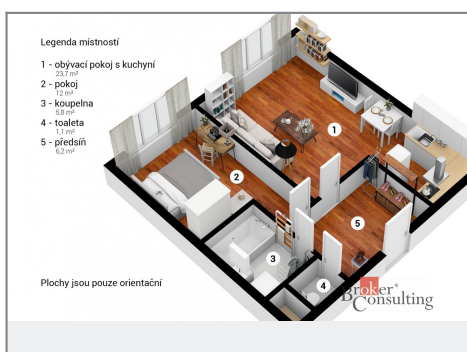 Legenda místností
1 - obývací pokoj s kuchyní
23,7 m²
2 - pokoj
12 m²
3 - koupelna
5,8 m²
4 - toaleta
1,1 m²
5 - předsíň
6,2 m²
1
2
5
3
4
Plochy jsou pouze orientační
Broker®
Consulting